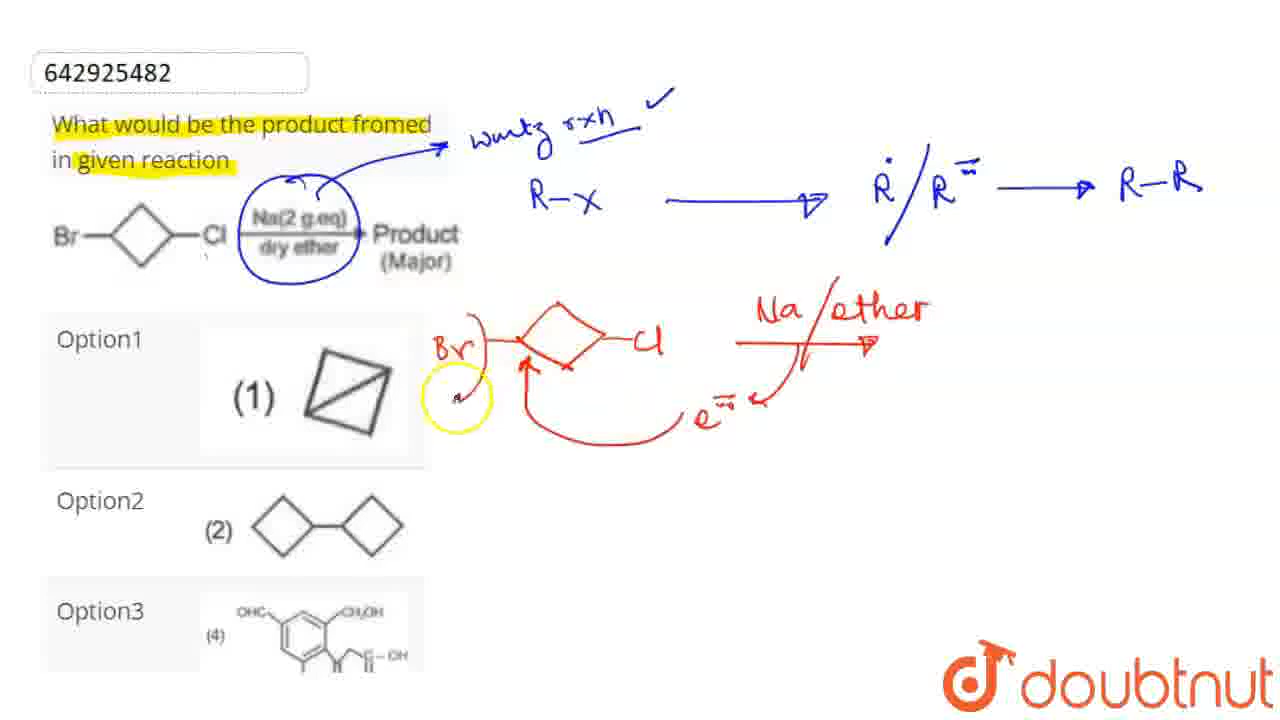 642925482
What would be the product fromed
in given reaction
wurtz rxn ✓
R-X R• / R⁻ R-R
Br Cl Na(2 g.eq) Product
dry ether (Major)
Na / ether
Br Cl
e⁻
Option1 (1)
Option2 (2)
Option3 (4) OHC CH₂OH
C-OH
doubtnut